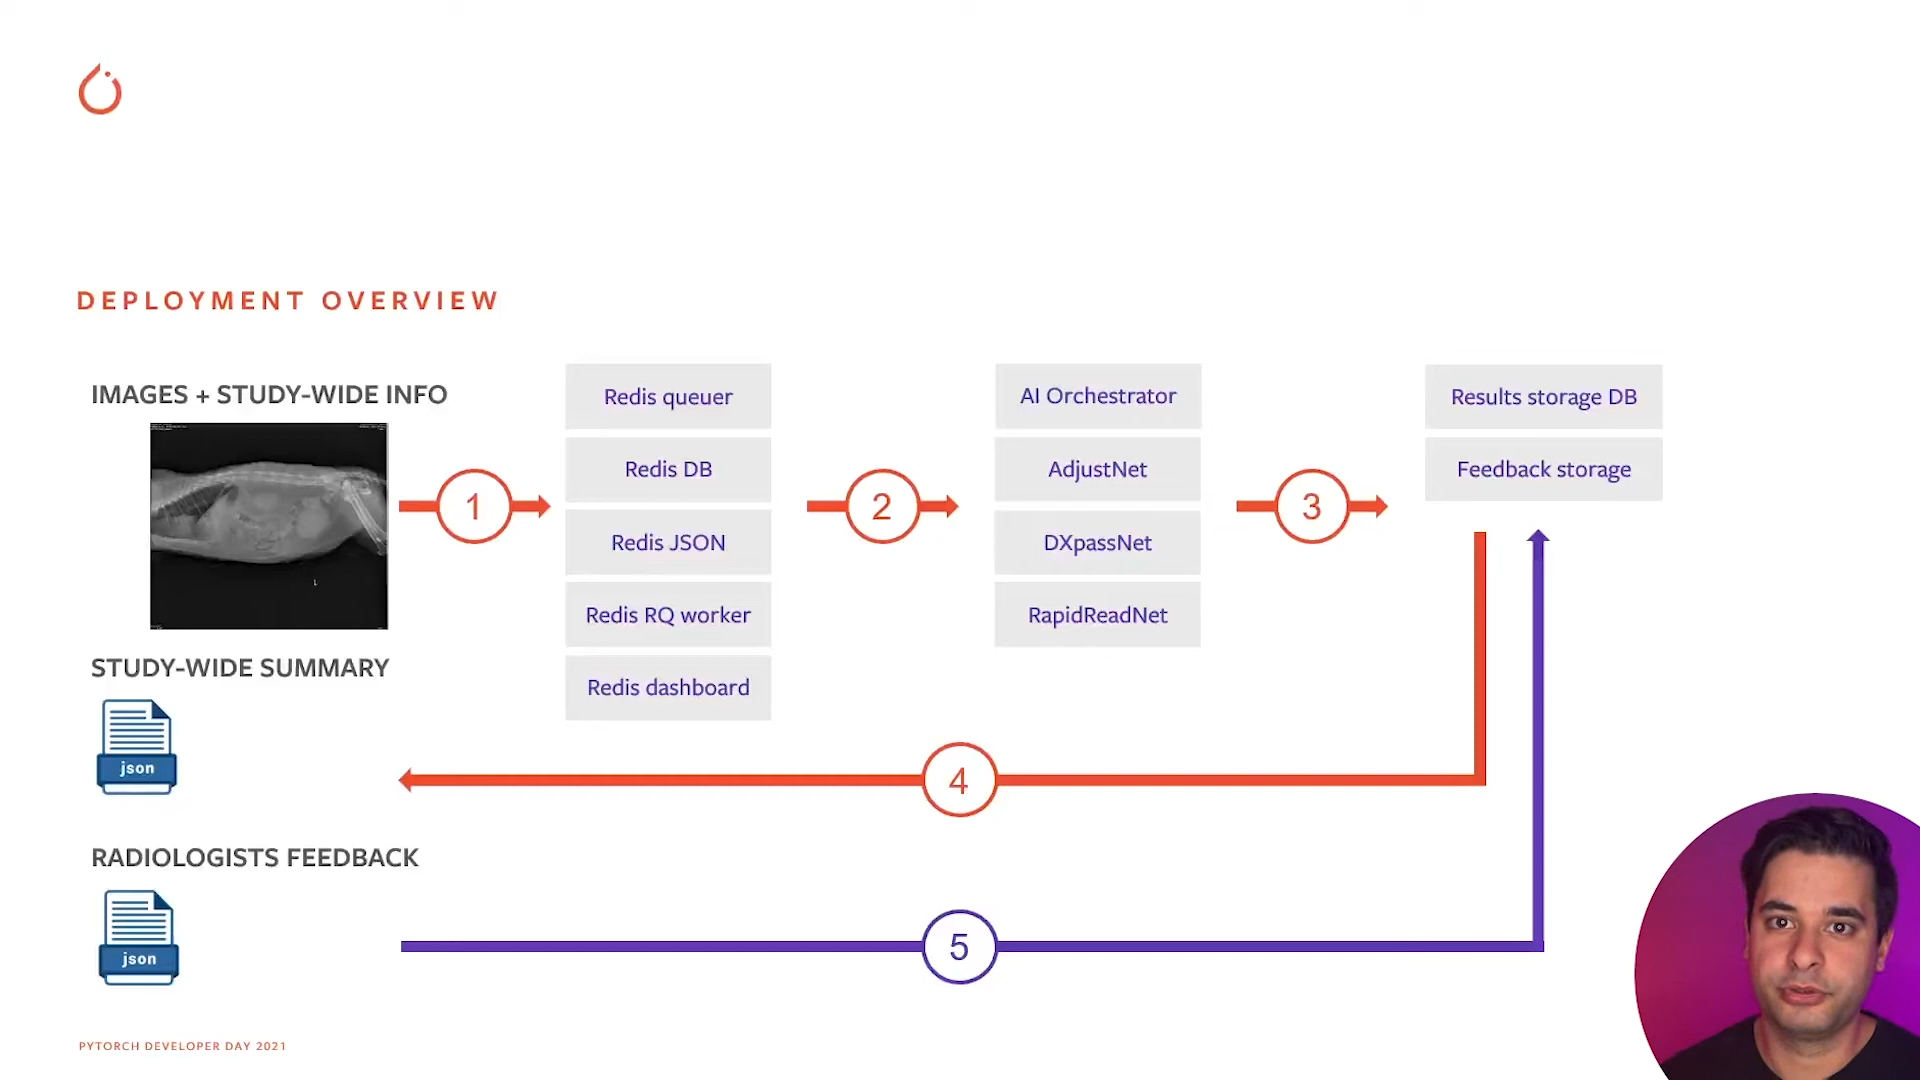 DEPLOYMENT OVERVIEW
IMAGES + STUDY-WIDE INFO
1
Redis queuer
Redis DB
Redis JSON
Redis RQ worker
Redis dashboard
2
AI Orchestrator
AdjustNet
DXpassNet
RapidReadNet
3
Results storage DB
Feedback storage
STUDY-WIDE SUMMARY
json
4
RADIOLOGISTS FEEDBACK
json
5
PYTORCH DEVELOPER DAY 2021